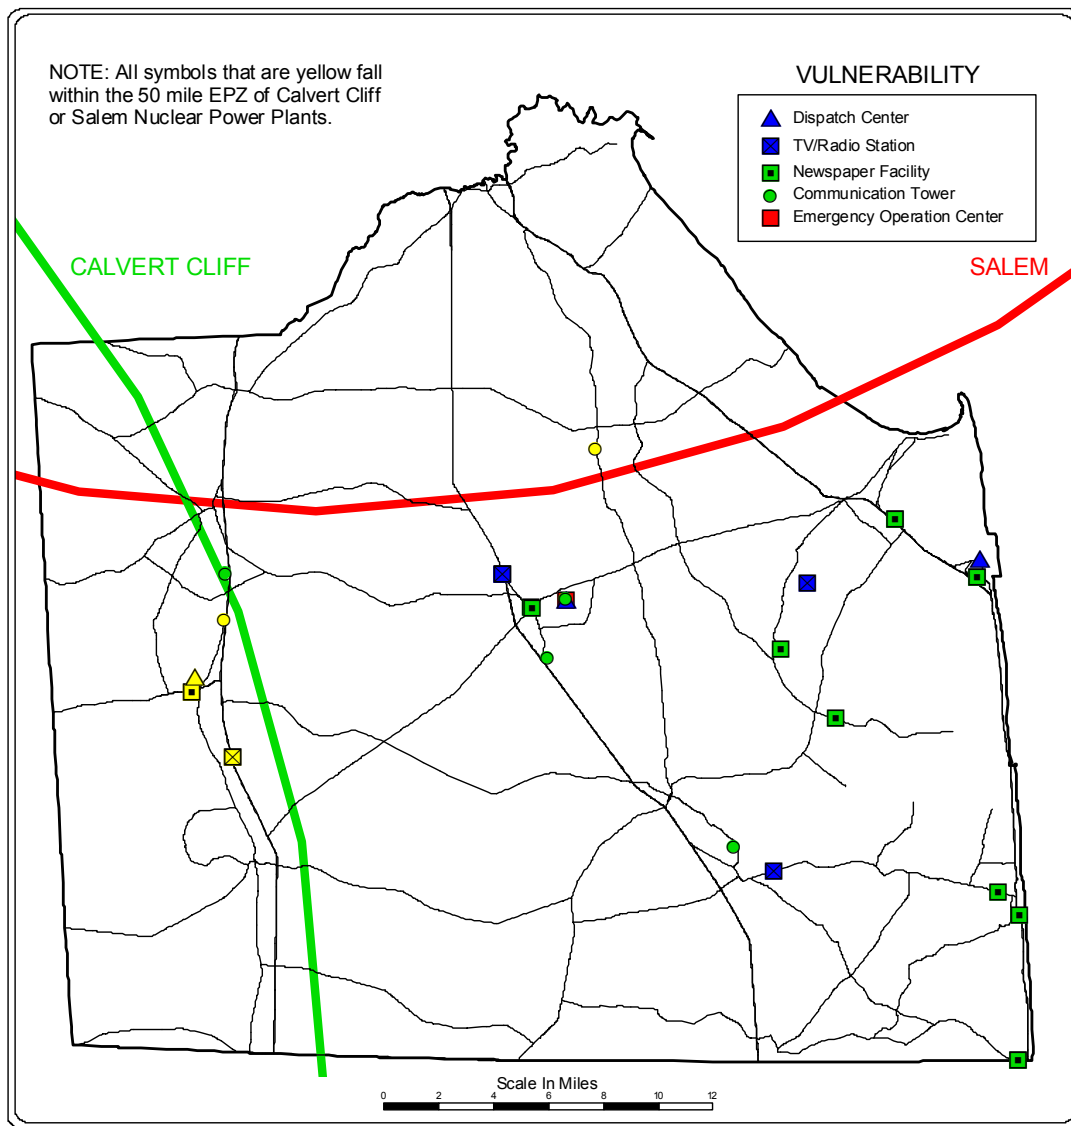 NOTE: All symbols that are yellow fall
within the 50 mile EPZ of Calvert Cliff
or Salem Nuclear Power Plants.
VULNERABILITY
Dispatch Center
TV/Radio Station
Newspaper Facility
Communication Tower
Emergency Operation Center
CALVERT CLIFF
SALEM
Scale In Miles
0 2 4 6 8 10 12